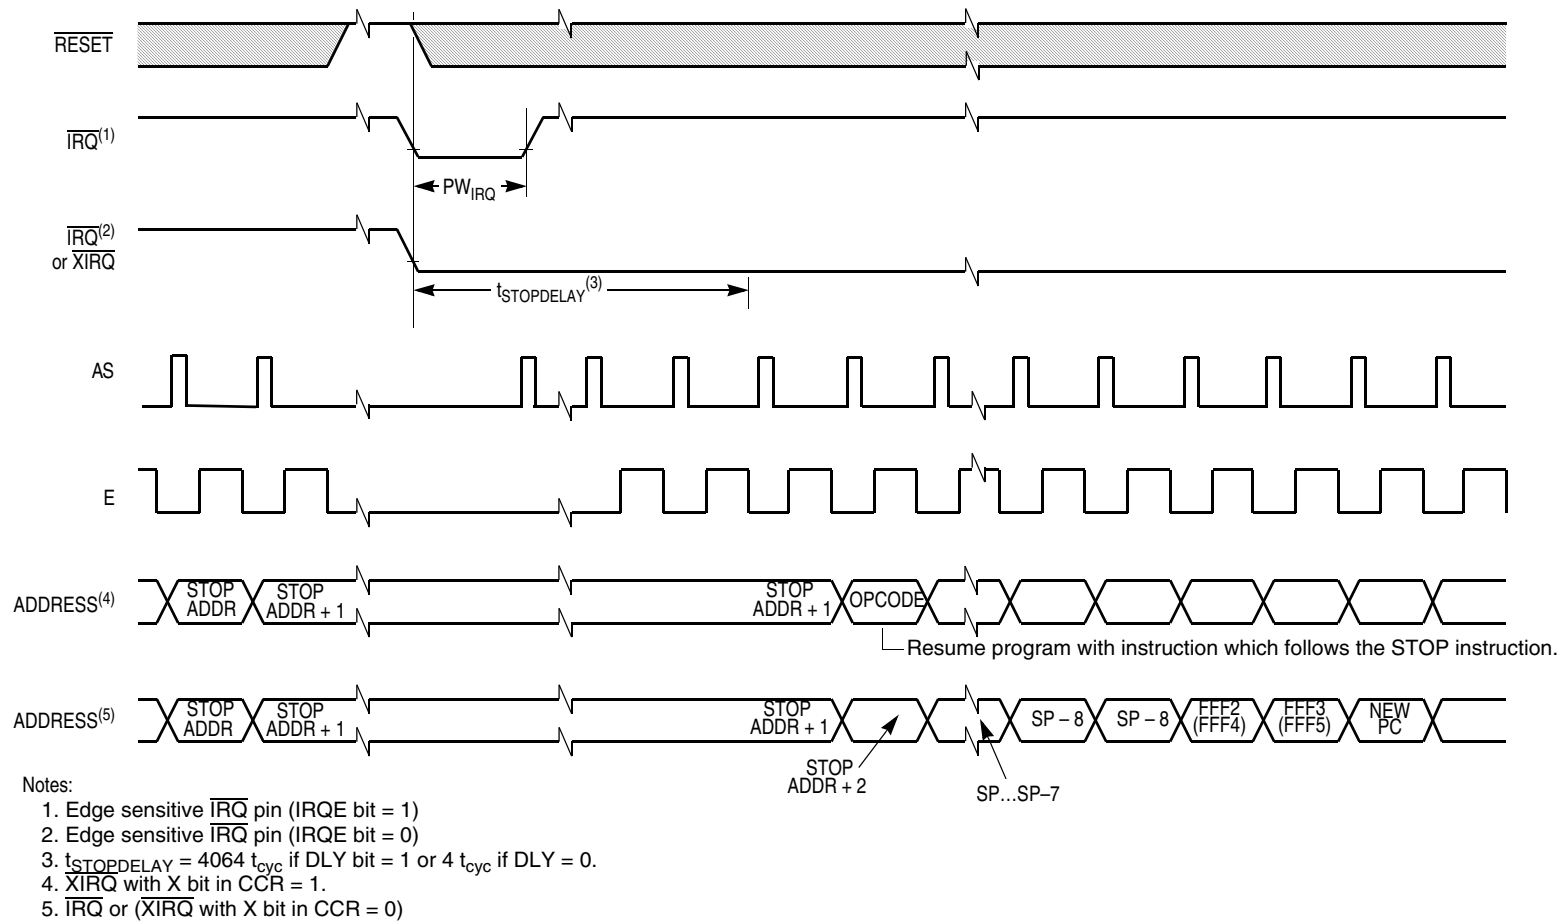 RESET
IRQ(1)
PWIRQ
IRQ(2)
or XIRQ
tSTOPDELAY(3)
AS
E
ADDRESS(4)
STOP
ADDR
STOP
ADDR + 1
STOP
ADDR + 1
OPCODE
Resume program with instruction which follows the STOP instruction.
ADDRESS(5)
STOP
ADDR
STOP
ADDR + 1
STOP
ADDR + 1
SP – 8
SP – 8
FFF2
(FFF4)
FFF3
(FFF5)
NEW
PC
STOP
ADDR + 2
SP…SP–7
Notes:
1. Edge sensitive IRQ pin (IRQE bit = 1)
2. Edge sensitive IRQ pin (IRQE bit = 0)
3. tSTOPDELAY = 4064 tcyc if DLY bit = 1 or 4 tcyc if DLY = 0.
4. XIRQ with X bit in CCR = 1.
5. IRQ or (XIRQ with X bit in CCR = 0)